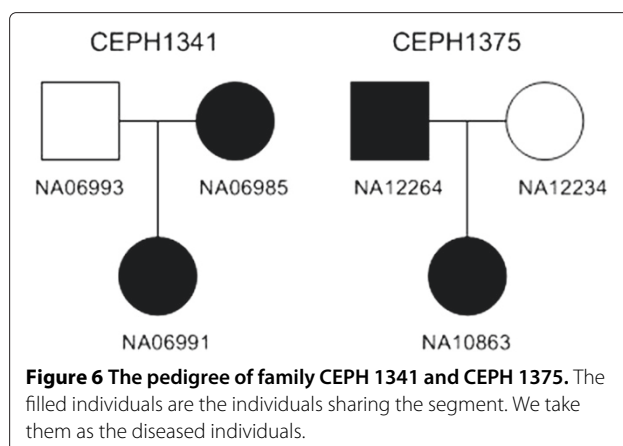 CEPH1341 CEPH1375
NA06993 NA06985 NA12264 NA12234
NA06991 NA10863
Figure 6 The pedigree of family CEPH 1341 and CEPH 1375. The
filled individuals are the individuals sharing the segment. We take
them as the diseased individuals.